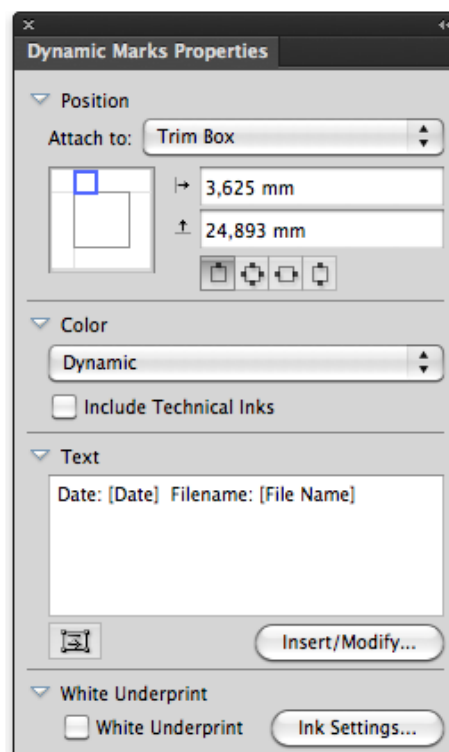 Dynamic Marks Properties
Position
Attach to: Trim Box
3,625 mm
24,893 mm
Color
Dynamic
Include Technical Inks
Text
Date: [Date]  Filename: [File Name]
Insert/Modify...
White Underprint
White Underprint Ink Settings...